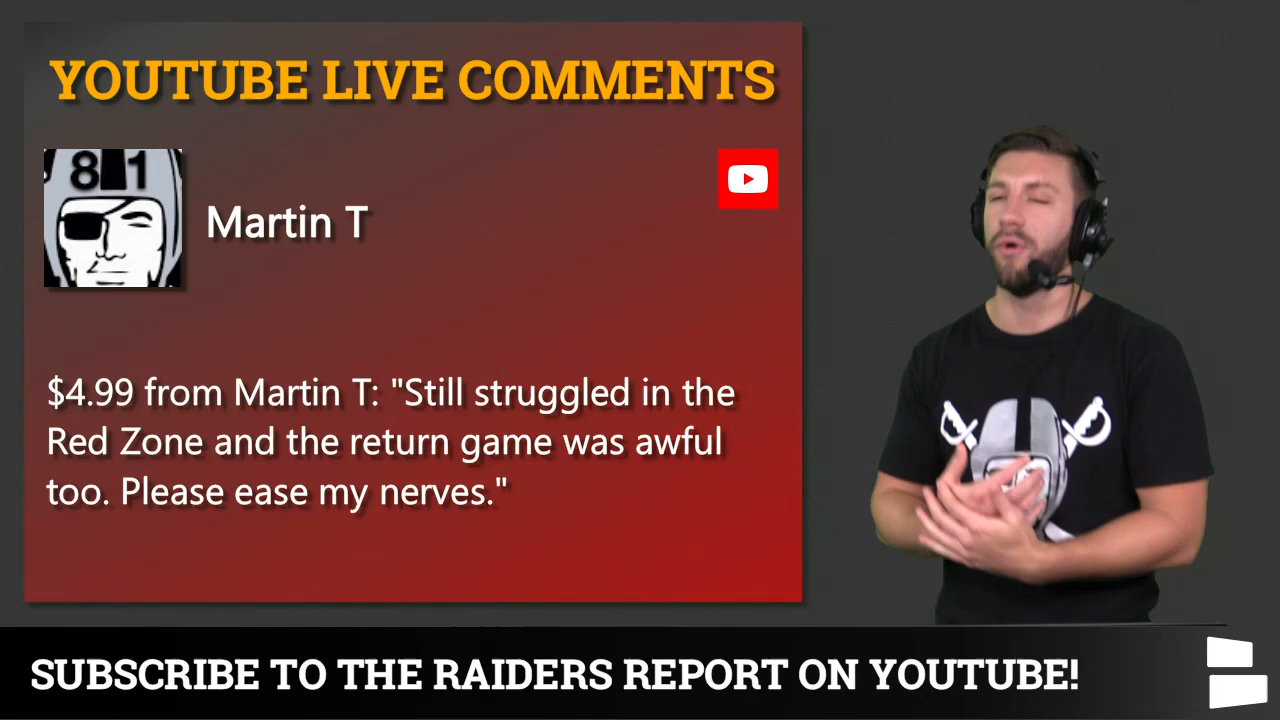 YOUTUBE LIVE COMMENTS
81
Martin T
$4.99 from Martin T: "Still struggled in the
Red Zone and the return game was awful
too. Please ease my nerves."
SUBSCRIBE TO THE RAIDERS REPORT ON YOUTUBE!